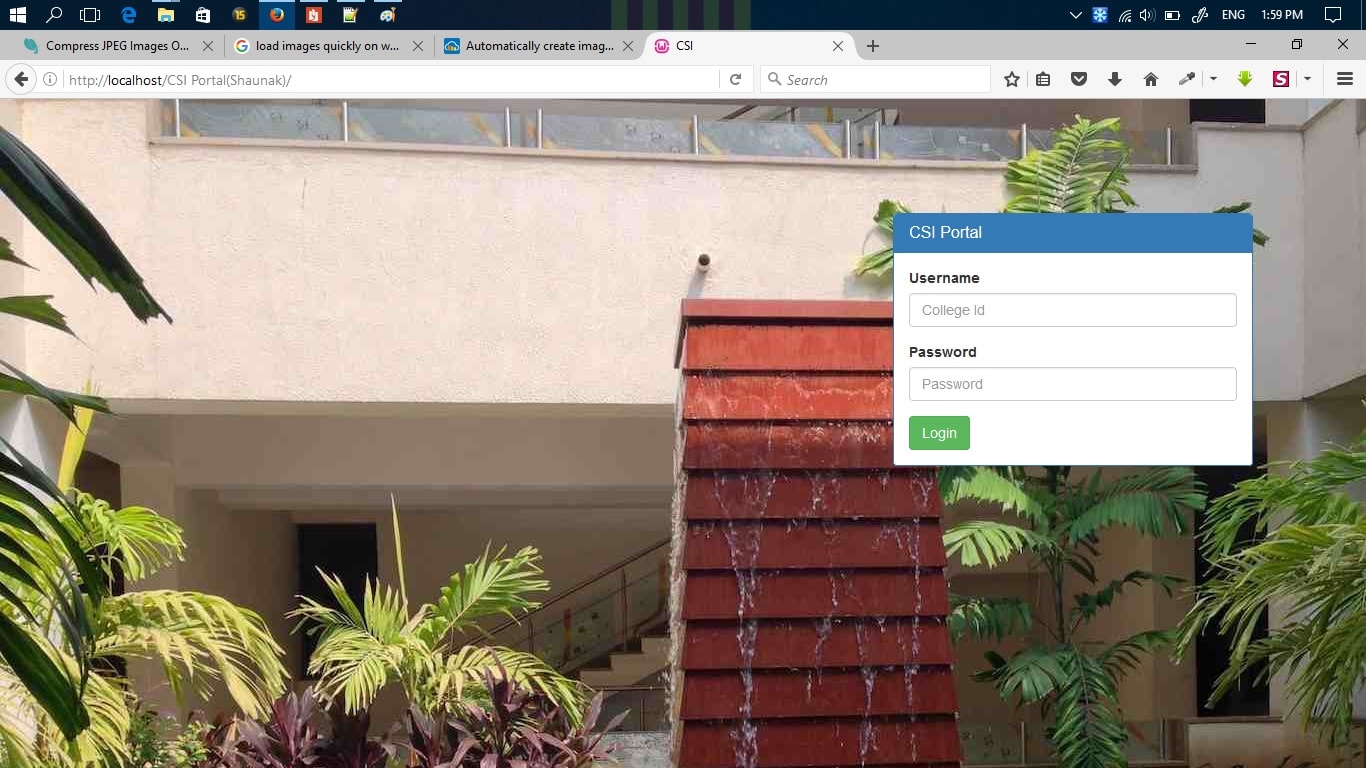 15
ENG
1:59 PM
Compress JPEG Images O...
load images quickly on w...
Automatically create imag...
CSI
http://localhost/CSI Portal(Shaunak)/
Search
S
CSI Portal
Username
College Id
Password
Password
Login